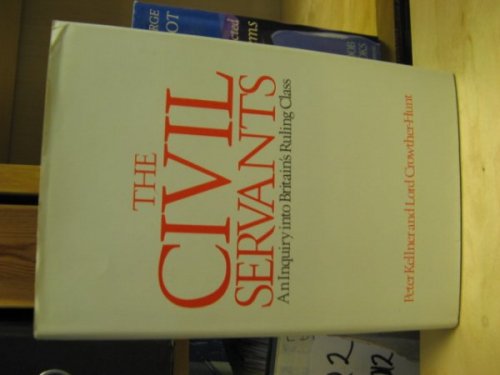 THE
CIVIL
SERVANTS
An Inquiry into Britain's Ruling Class
Peter Kellner and Lord Crowther-Hunt